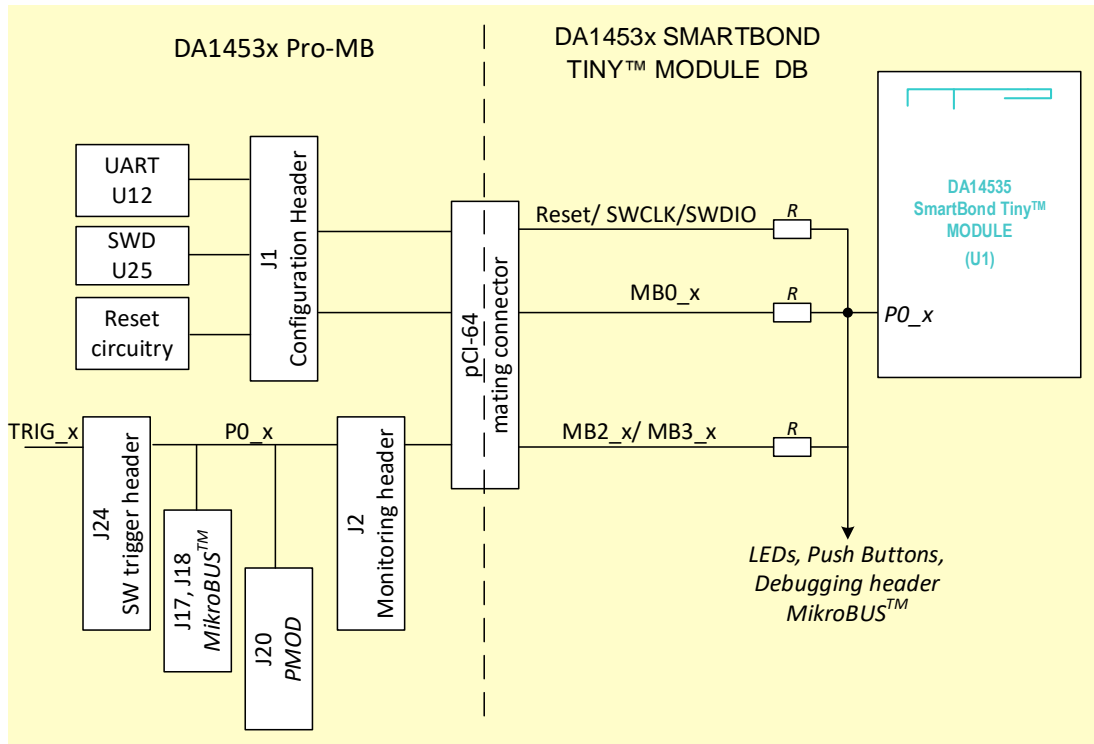 DA1453x Pro-MB
DA1453x SMARTBOND
TINY™ MODULE DB
UART
U12
SWD
U25
Reset
circuitry
J1
Configuration Header
pCI-64
mating connector
Reset/ SWCLK/SWDIO
R
MB0_x
R
MB2_x/ MB3_x
R
DA14535
SmartBond Tiny™
MODULE
(U1)
P0_x
TRIG_x
J24
SW trigger header
P0_x
J17, J18
MikroBUS™
J20
PMOD
J2
Monitoring header
LEDs, Push Buttons,
Debugging header
MikroBUS™